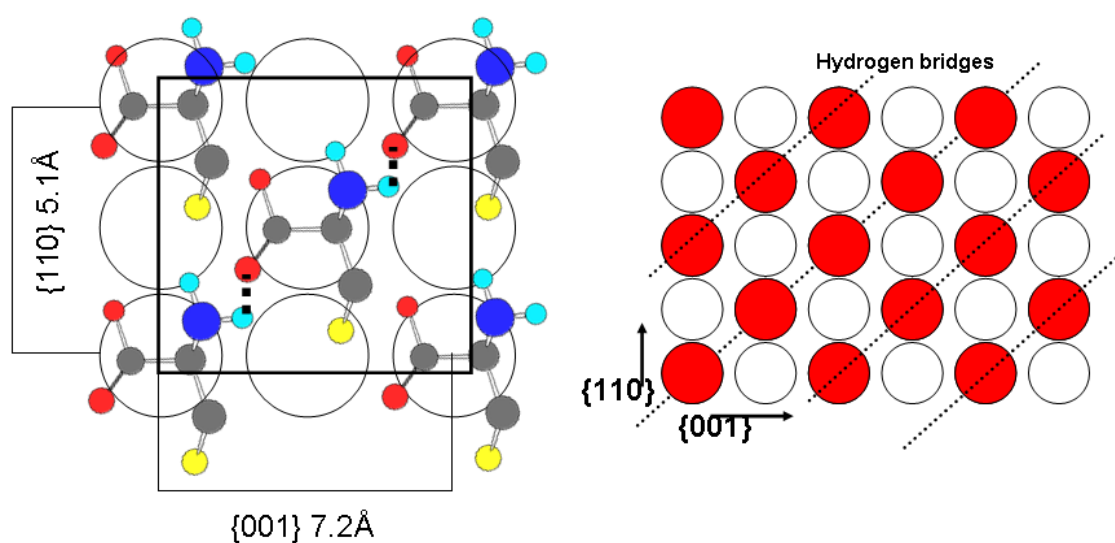 {110} 5.1Å
{001} 7.2Å
Hydrogen bridges
{110}
{001}